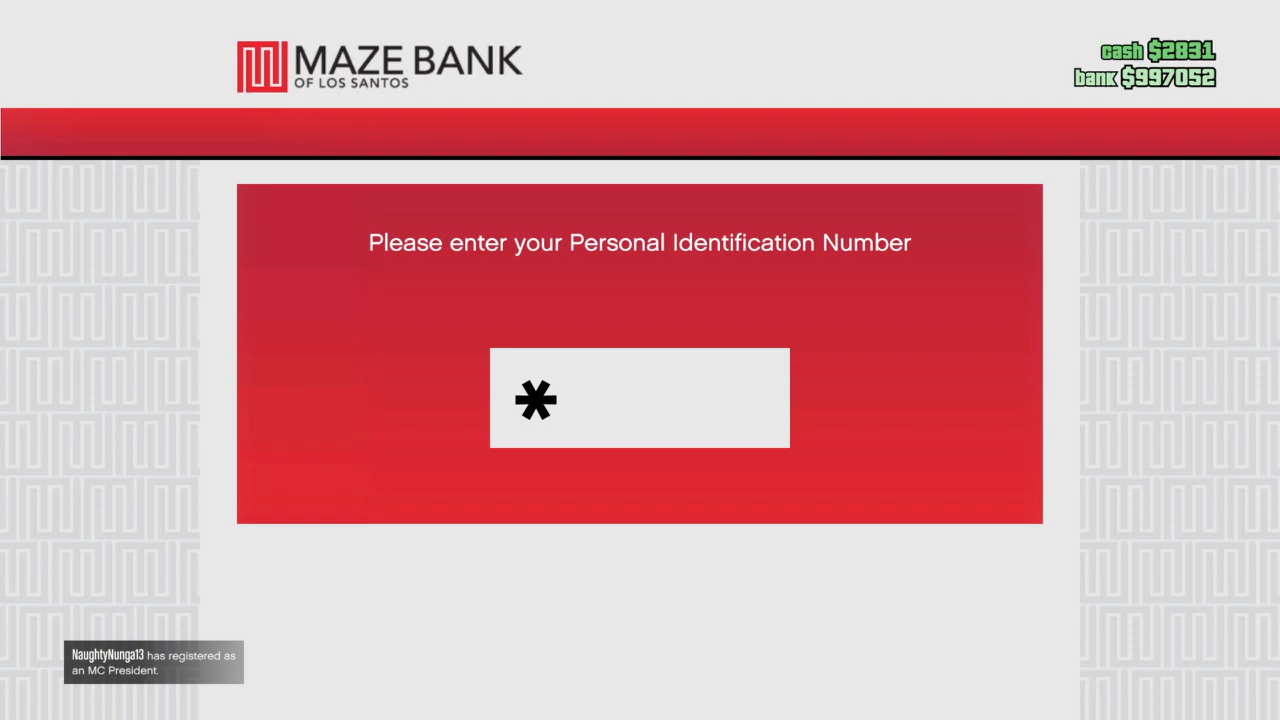 MAZE BANK
OF LOS SANTOS
cash $2831
bank $997052
Please enter your Personal Identification Number
*
NaughtyNunga13 has registered as
an MC President.